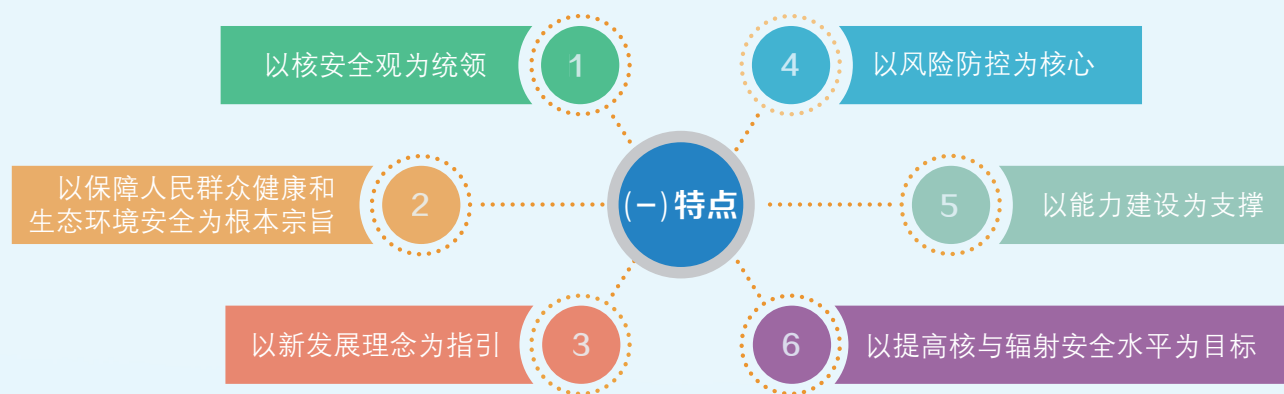 1
以核安全观为统领
2
以保障人民群众健康和
生态环境安全为根本宗旨
3
以新发展理念为指引
(一)特点
4
以风险防控为核心
5
以能力建设为支撑
6
以提高核与辐射安全水平为目标